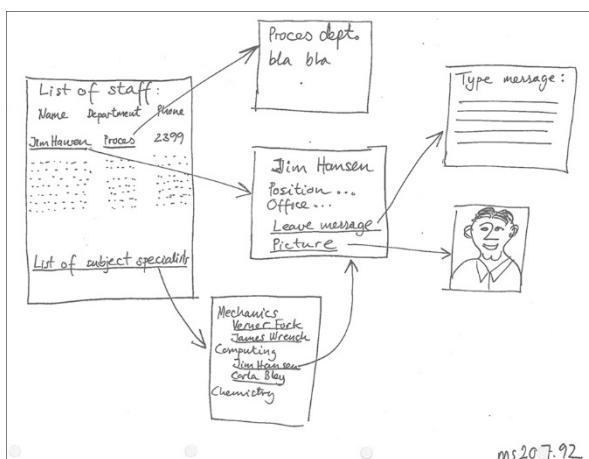 List of staff:
Name Department Phone
Jim Hansen Proces 2399
List of subject specialists
Proces dept.
bla bla
.
Jim Hansen
Position ...
Office ...
Leave message
Picture
Type message:
Mechanics
Verner Fork
James Wrench
Computing
Jim Hansen
Carla Bley
Chemistry
ms 20.7.92